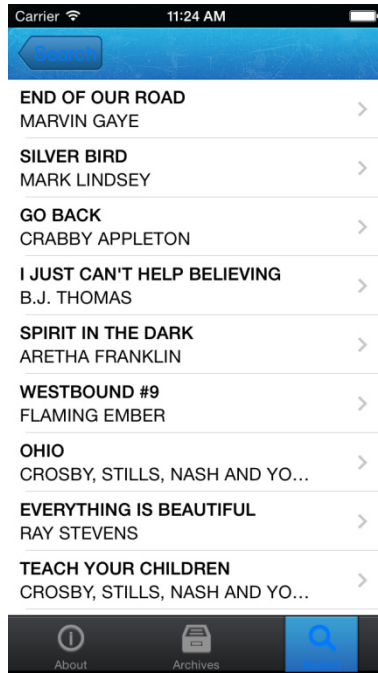 Carrier 11:24 AM
Search
END OF OUR ROAD
MARVIN GAYE
SILVER BIRD
MARK LINDSEY
GO BACK
CRABBY APPLETON
I JUST CAN'T HELP BELIEVING
B.J. THOMAS
SPIRIT IN THE DARK
ARETHA FRANKLIN
WESTBOUND #9
FLAMING EMBER
OHIO
CROSBY, STILLS, NASH AND YO...
EVERYTHING IS BEAUTIFUL
RAY STEVENS
TEACH YOUR CHILDREN
CROSBY, STILLS, NASH AND YO...
About Archives